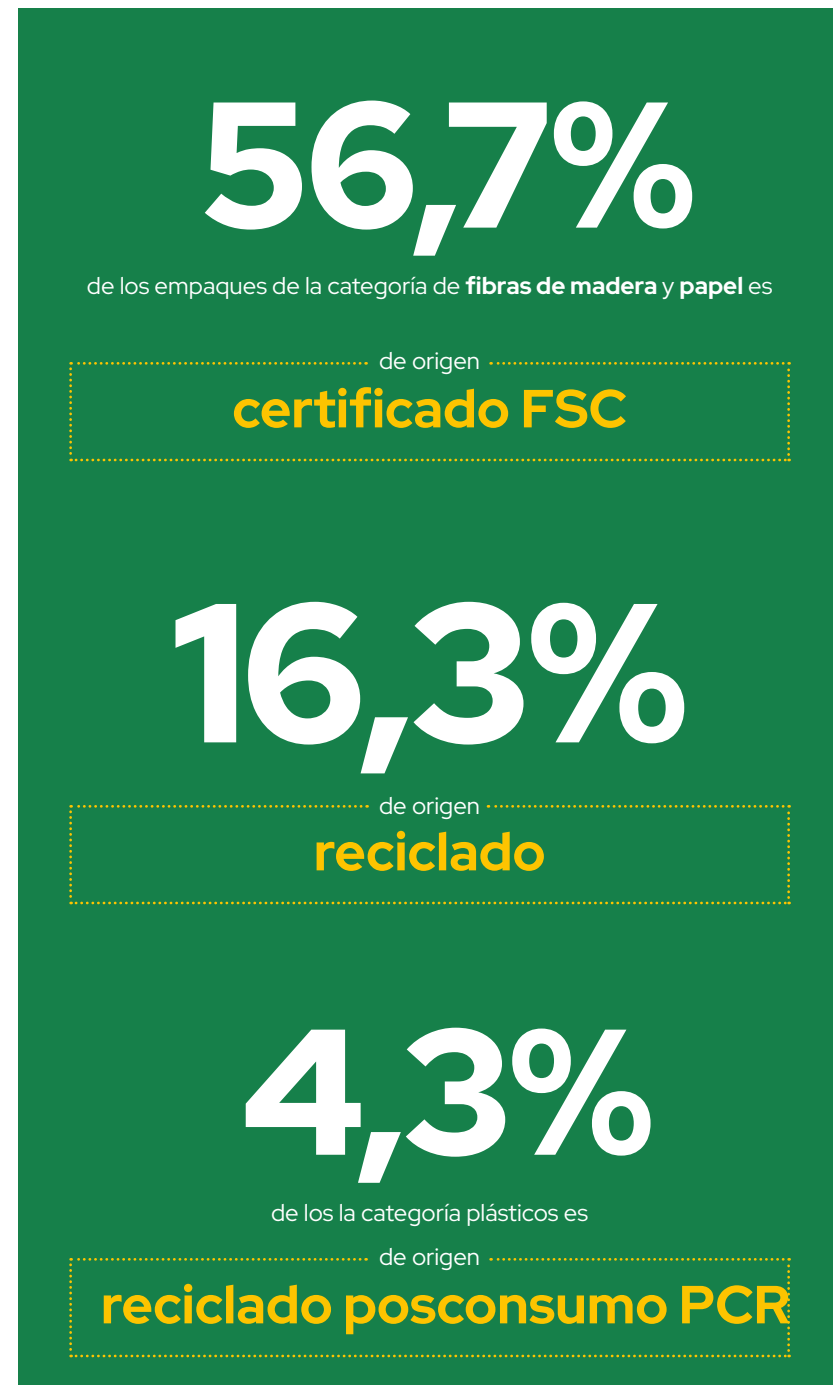 56,7%
de los empaques de la categoría de fibras de madera y papel es
de origen
certificado FSC
16,3%
de origen
reciclado
4,3%
de los la categoría plásticos es
de origen
reciclado posconsumo PCR